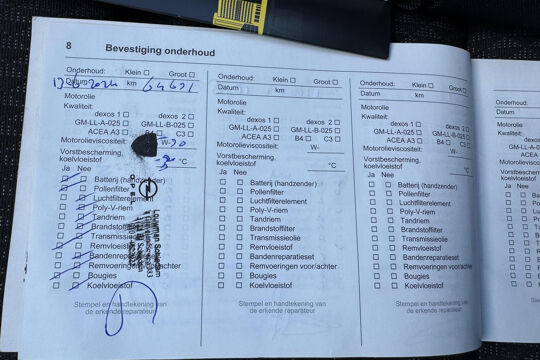 8 Bevestiging onderhoud
Onderhoud: Klein ☐ Groot ☐
Datum km
Motorolie
Kwaliteit:
dexos 1 ☐ dexos 2 ☐
GM-LL-A-025 ☐ GM-LL-B-025 ☐
ACEA A3 ☐ B4 ☐ C3 ☐
Motorolieviscositeit: W-30
Vorstbescherming,
koelvloeistof -30 °C
Ja Nee
Batterij (handzender)
Pollenfilter
Luchtfilterelement
Poly-V-riem
Tandriem
Brandstoffilter
Transmissieolie
Remvloeistof
Bandenreparatieset
Remvoeringen voor/achter
Bougies
Koelvloeistof
OPEL
Stempel en handtekening van
de erkende reparateur
Onderhoud: Klein ☐ Groot ☐
Datum km
Motorolie
Kwaliteit:
dexos 1 ☐ dexos 2 ☐
GM-LL-A-025 ☐ GM-LL-B-025 ☐
ACEA A3 ☐ B4 ☐ C3 ☐
Motorolieviscositeit: W-
Vorstbescherming,
koelvloeistof °C
Ja Nee
☐ ☐ Batterij (handzender)
☐ ☐ Pollenfilter
☐ ☐ Luchtfilterelement
☐ ☐ Poly-V-riem
☐ ☐ Tandriem
☐ ☐ Brandstoffilter
☐ ☐ Transmissieolie
☐ ☐ Remvloeistof
☐ ☐ Bandenreparatieset
☐ ☐ Remvoeringen voor/achter
☐ ☐ Bougies
☐ ☐ Koelvloeistof
Stempel en handtekening van
de erkende reparateur
Onderhoud: Klein ☐ Groot ☐
Datum km
Motorolie
Kwaliteit:
dexos 1 ☐ dexos 2 ☐
GM-LL-A-025 ☐ GM-LL-B-025 ☐
ACEA A3 ☐ B4 ☐ C3 ☐
Motorolieviscositeit: W-
Vorstbescherming,
koelvloeistof °C
Ja Nee
☐ ☐ Batterij (handzender)
☐ ☐ Pollenfilter
☐ ☐ Luchtfilterelement
☐ ☐ Poly-V-riem
☐ ☐ Tandriem
☐ ☐ Brandstoffilter
☐ ☐ Transmissieolie
☐ ☐ Remvloeistof
☐ ☐ Bandenreparatieset
☐ ☐ Remvoeringen voor/achter
☐ ☐ Bougies
☐ ☐ Koelvloeistof
Stempel en handtekening van
de erkende reparateur
Onderhoud:
Datum
Motorolie
Kwaliteit: